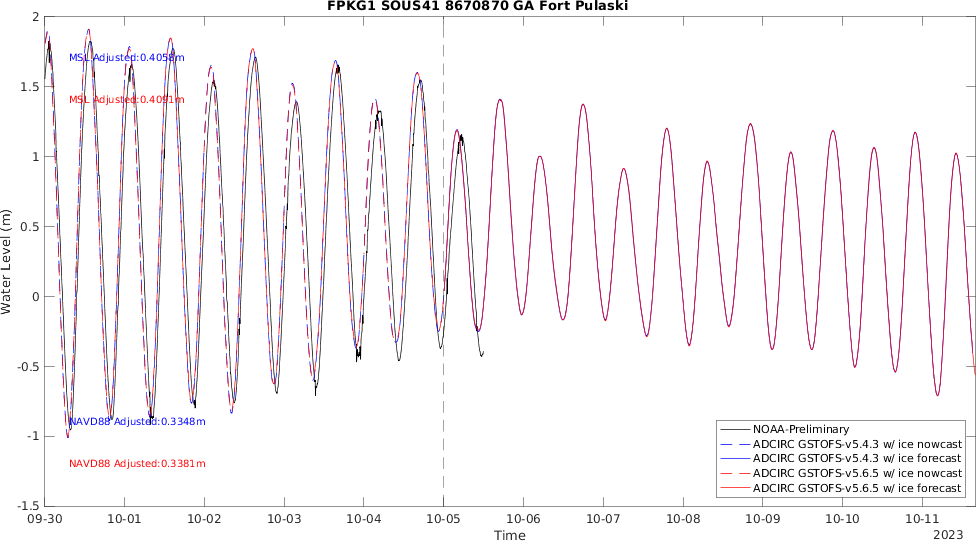 FPKG1 SOUS41 8670870 GA Fort Pulaski
Water Level (m)
2
1.5
1
0.5
0
-0.5
-1
-1.5
MSL Adjusted:0.4058m
MSL Adjusted:0.4091m
NAVD88 Adjusted:0.3348m
NAVD88 Adjusted:0.3381m
NOAA-Preliminary
ADCIRC GSTOFS-v5.4.3 w/ ice nowcast
ADCIRC GSTOFS-v5.4.3 w/ ice forecast
ADCIRC GSTOFS-v5.6.5 w/ ice nowcast
ADCIRC GSTOFS-v5.6.5 w/ ice forecast
09-30 10-01 10-02 10-03 10-04 10-05 10-06 10-07 10-08 10-09 10-10 10-11
Time
2023